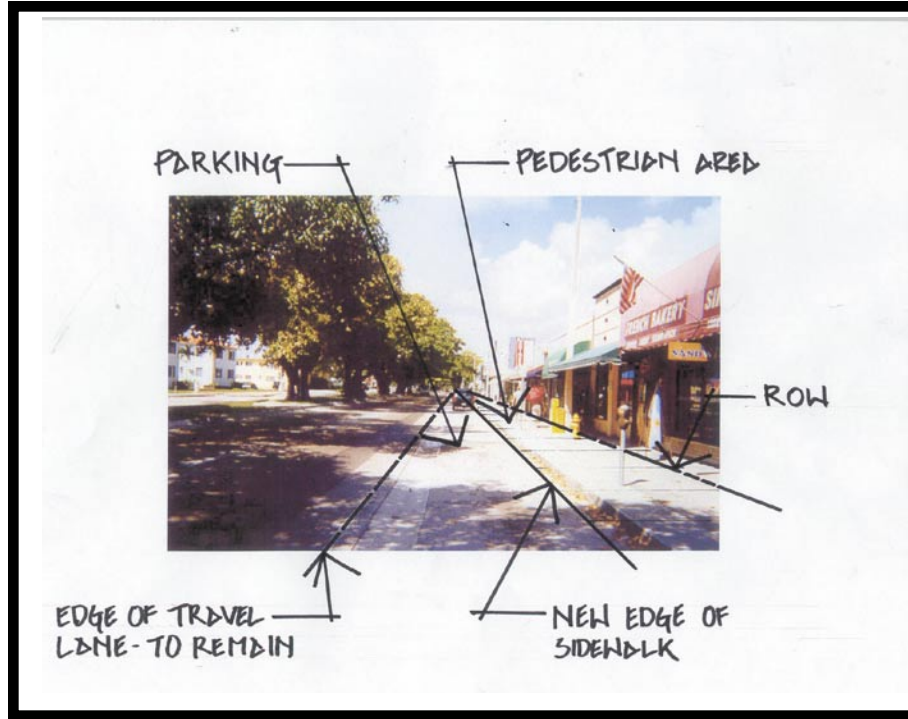 PARKING
PEDESTRIAN AREA
FRENCH BAKERY
ROW
EDGE OF TRAVEL
LANE - TO REMAIN
NEW EDGE OF
SIDEWALK